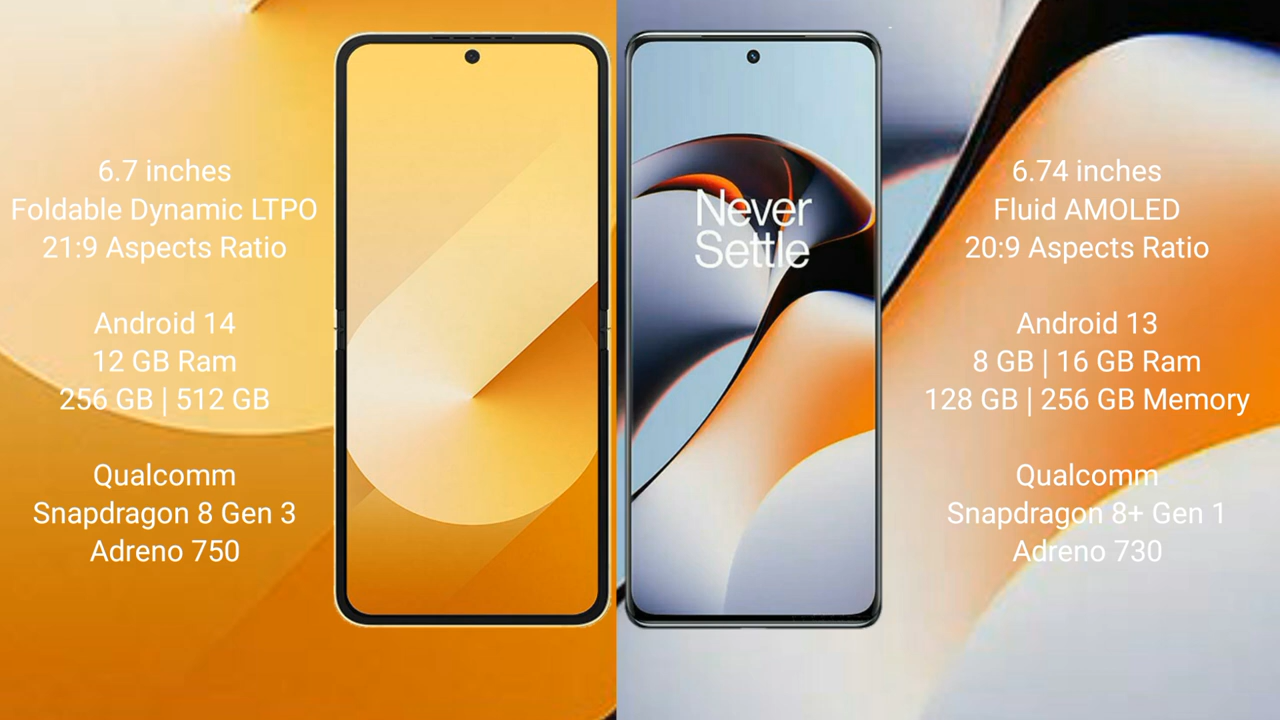 6.7 inches
Foldable Dynamic LTPO
21:9 Aspects Ratio
Android 14
12 GB Ram
256 GB | 512 GB
Qualcomm
Snapdragon 8 Gen 3
Adreno 750
Never
Settle
6.74 inches
Fluid AMOLED
20:9 Aspects Ratio
Android 13
8 GB | 16 GB Ram
128 GB | 256 GB Memory
Qualcomm
Snapdragon 8+ Gen 1
Adreno 730